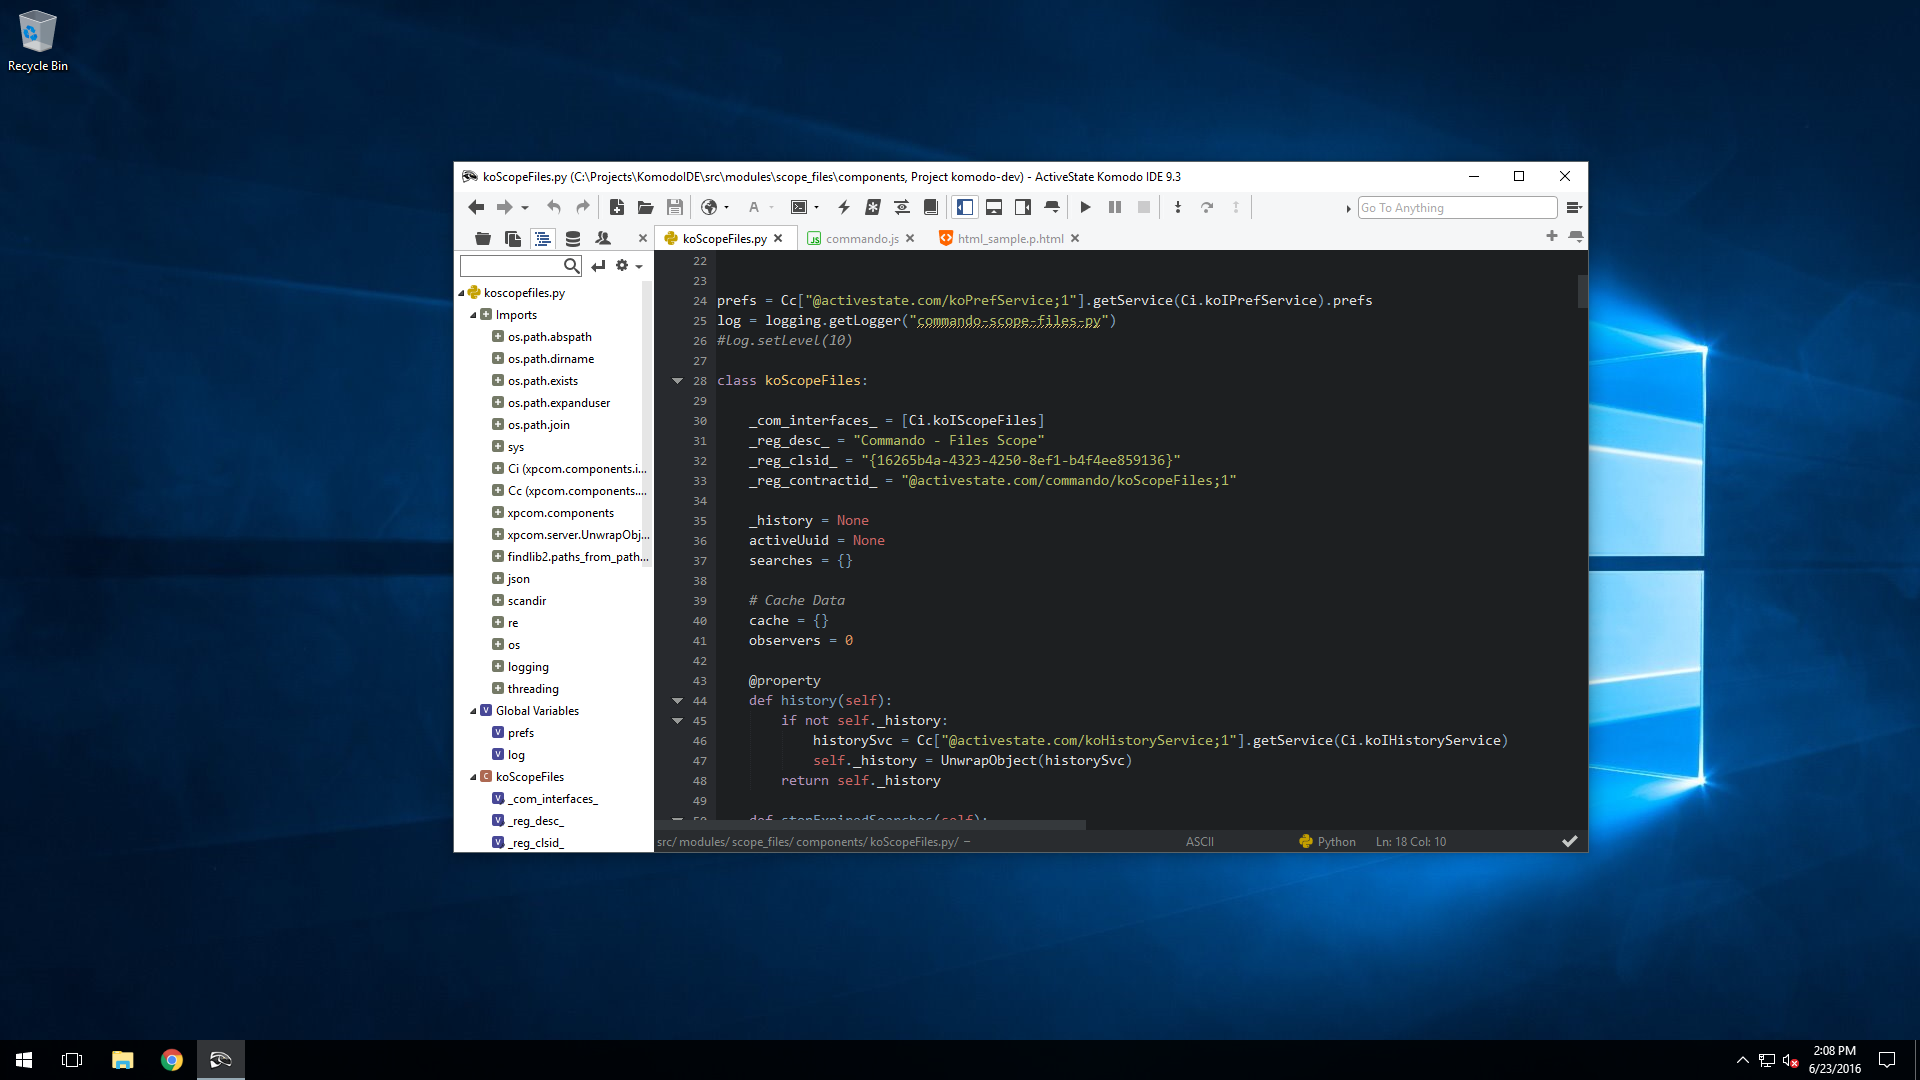 Recycle Bin
koScopeFiles.py (C:\Projects\KomodoIDE\src\modules\scope_files\components, Project komodo-dev) - ActiveState Komodo IDE 9.3
Go To Anything
koScopeFiles.py
commando.js
html_sample.p.html
koscopefiles.py
Imports
os.path.abspath
os.path.dirname
os.path.exists
os.path.expanduser
os.path.join
sys
Ci (xpcom.components.i...
Cc (xpcom.components....
xpcom.components
xpcom.server.UnwrapObj...
findlib2.paths_from_path...
json
scandir
re
os
logging
threading
Global Variables
prefs
log
koScopeFiles
_com_interfaces_
_reg_desc_
_reg_clsid_
22
23
24 prefs = Cc["@activestate.com/koPrefService;1"].getService(Ci.koIPrefService).prefs
25 log = logging.getLogger("commando-scope-files-py")
26 #log.setLevel(10)
27
28 class koScopeFiles:
29
30 _com_interfaces_ = [Ci.koIScopeFiles]
31 _reg_desc_ = "Commando - Files Scope"
32 _reg_clsid_ = "{16265b4a-4323-4250-8ef1-b4f4ee859136}"
33 _reg_contractid_ = "@activestate.com/commando/koScopeFiles;1"
34
35 _history = None
36 activeUuid = None
37 searches = {}
38
39 # Cache Data
40 cache = {}
41 observers = 0
42
43 @property
44 def history(self):
45 if not self._history:
46 historySvc = Cc["@activestate.com/koHistoryService;1"].getService(Ci.koIHistoryService)
47 self._history = UnwrapObject(historySvc)
48 return self._history
49
50 def stopExpiredSearches(self):
src/ modules/ scope_files/ components/ koScopeFiles.py/ −
ASCII
Python
Ln: 18 Col: 10
2:08 PM
6/23/2016